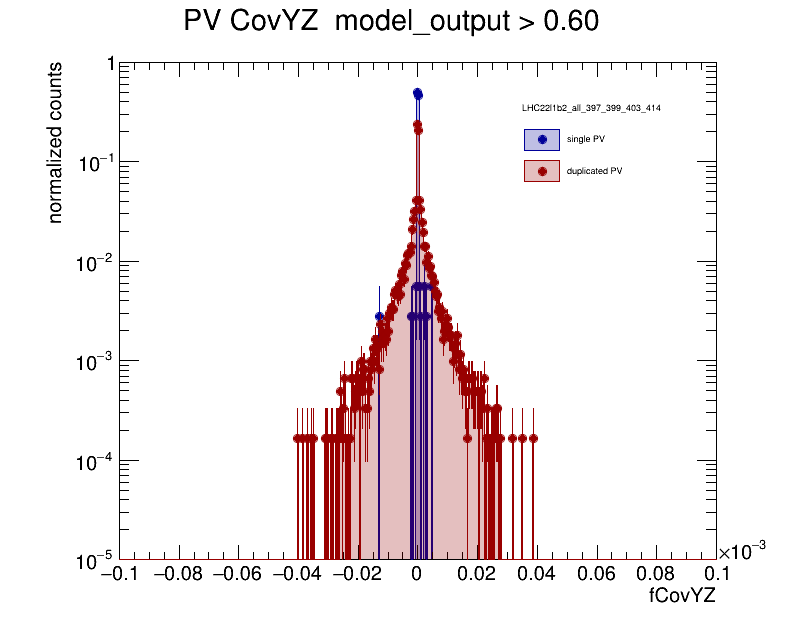 PV CovYZ model_output > 0.60
normalized counts
1
10⁻¹
10⁻²
10⁻³
10⁻⁴
10⁻⁵
LHC22l1b2_all_397_399_403_414
single PV
duplicated PV
−0.1 −0.08 −0.06 −0.04 −0.02 0 0.02 0.04 0.06 0.08 0.1
×10⁻³
fCovYZ